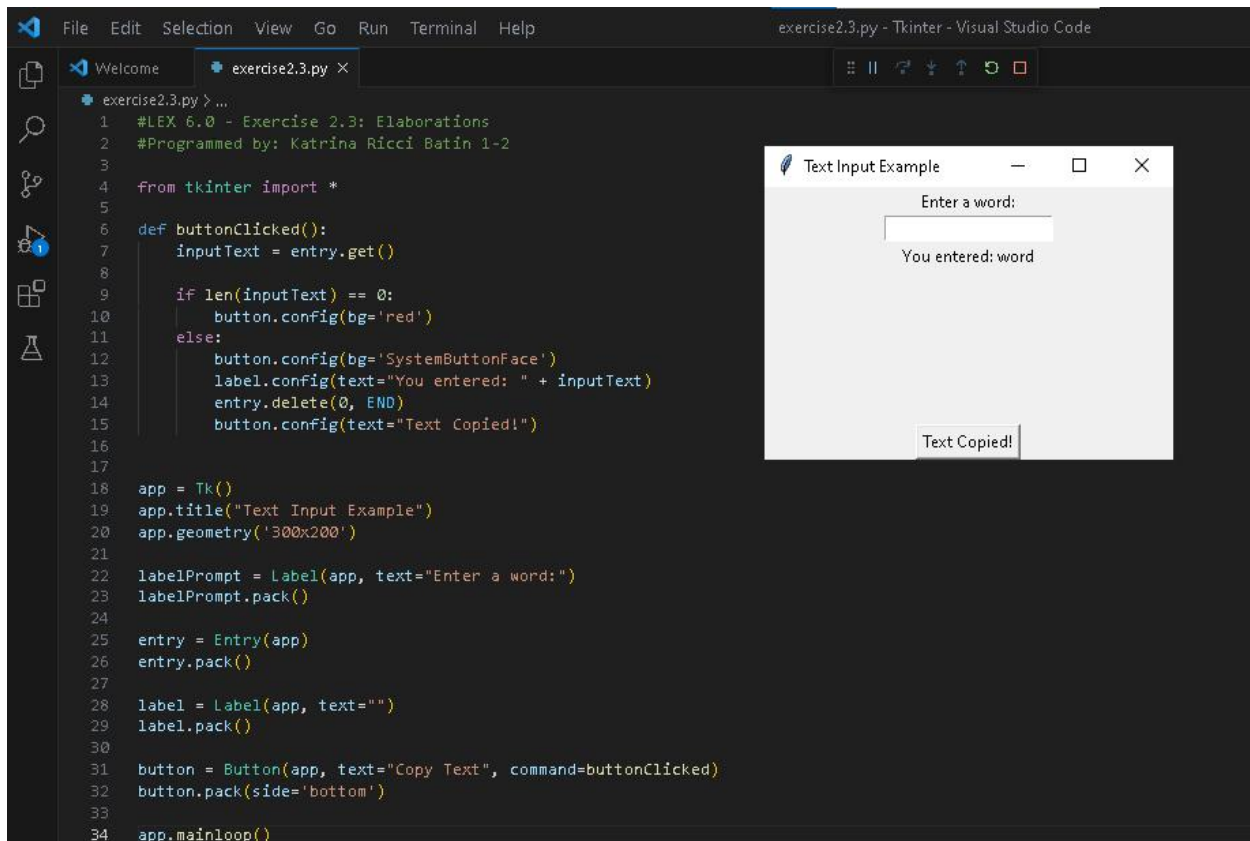 File Edit Selection View Go Run Terminal Help
exercise2.3.py - Tkinter - Visual Studio Code
Welcome
exercise2.3.py ×
exercise2.3.py > ...
1 #LEX 6.0 - Exercise 2.3: Elaborations
2 #Programmed by: Katrina Ricci Batin 1-2
3
4 from tkinter import *
5
6 def buttonClicked():
7     inputText = entry.get()
8
9     if len(inputText) == 0:
10         button.config(bg='red')
11     else:
12         button.config(bg='SystemButtonFace')
13         label.config(text="You entered: " + inputText)
14         entry.delete(0, END)
15         button.config(text="Text Copied!")
16
17
18 app = Tk()
19 app.title("Text Input Example")
20 app.geometry('300x200')
21
22 labelPrompt = Label(app, text="Enter a word:")
23 labelPrompt.pack()
24
25 entry = Entry(app)
26 entry.pack()
27
28 label = Label(app, text="")
29 label.pack()
30
31 button = Button(app, text="Copy Text", command=buttonClicked)
32 button.pack(side='bottom')
33
34 app.mainloop()
1
Text Input Example
Enter a word:
You entered: word
Text Copied!